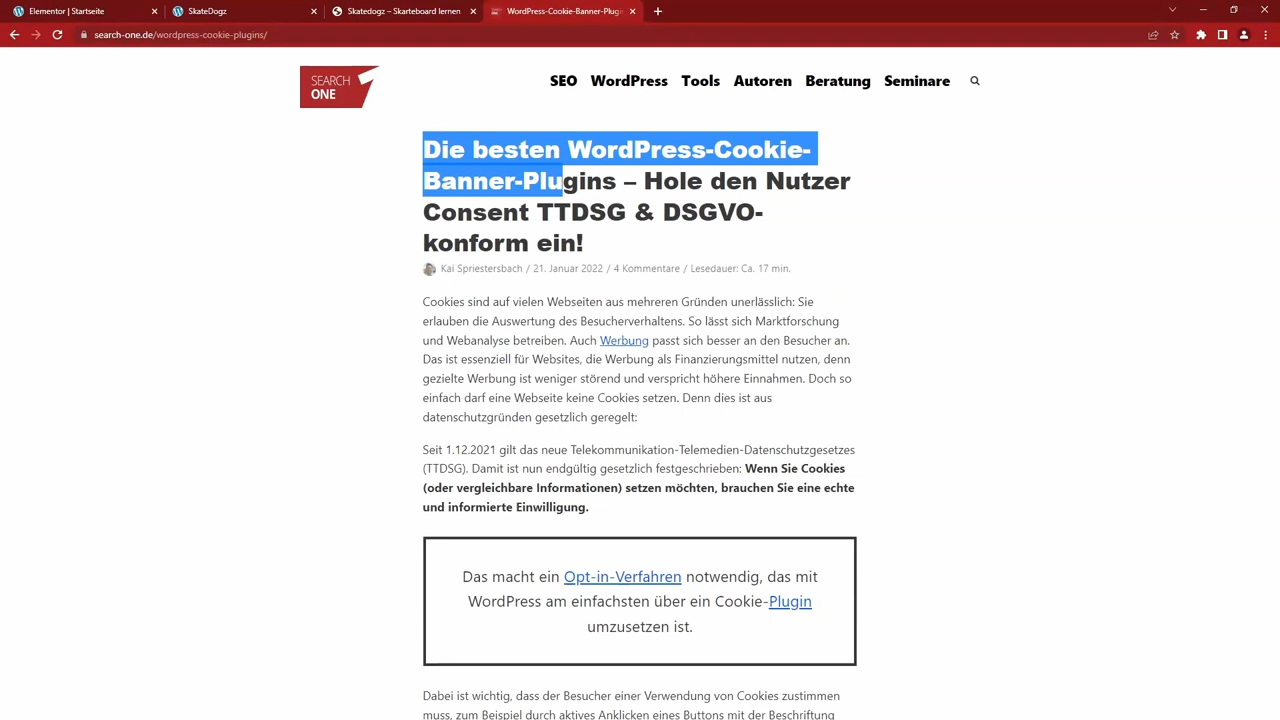 Elementor | Startseite
SkateDogz
Skatedogz – Skarteboard lernen
WordPress-Cookie-Banner-Plugin
search-one.de/wordpress-cookie-plugins/
SEARCH
ONE
SEO WordPress Tools Autoren Beratung Seminare
Die besten WordPress-Cookie-
Banner-Plugins – Hole den Nutzer
Consent TTDSG & DSGVO-
konform ein!
Kai Spriestersbach / 21. Januar 2022 / 4 Kommentare / Lesedauer: Ca. 17 min.
Cookies sind auf vielen Webseiten aus mehreren Gründen unerlässlich: Sie
erlauben die Auswertung des Besucherverhaltens. So lässt sich Marktforschung
und Webanalyse betreiben. Auch Werbung passt sich besser an den Besucher an.
Das ist essenziell für Websites, die Werbung als Finanzierungsmittel nutzen, denn
gezielte Werbung ist weniger störend und verspricht höhere Einnahmen. Doch so
einfach darf eine Webseite keine Cookies setzen. Denn dies ist aus
datenschutzgründen gesetzlich geregelt:
Seit 1.12.2021 gilt das neue Telekommunikation-Telemedien-Datenschutzgesetzes
(TTDSG). Damit ist nun endgültig gesetzlich festgeschrieben: Wenn Sie Cookies
(oder vergleichbare Informationen) setzen möchten, brauchen Sie eine echte
und informierte Einwilligung.
Das macht ein Opt-in-Verfahren notwendig, das mit
WordPress am einfachsten über ein Cookie-Plugin
umzusetzen ist.
Dabei ist wichtig, dass der Besucher einer Verwendung von Cookies zustimmen
muss, zum Beispiel durch aktives Anklicken eines Buttons mit der Beschriftung